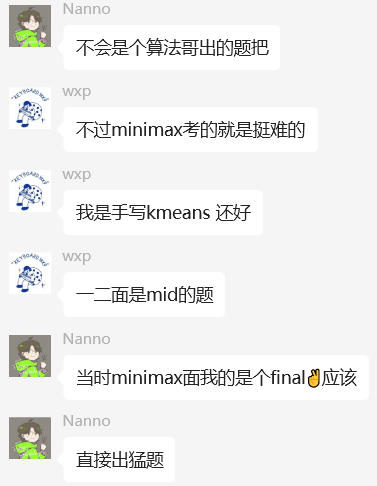 Nanno
不会是个算法哥出的题把
wxp
不过minimax考的就是挺难的
wxp
我是手写kmeans 还好
wxp
一二面是mid的题
Nanno
当时minimax面我的是个final✌应该
Nanno
直接出猛题